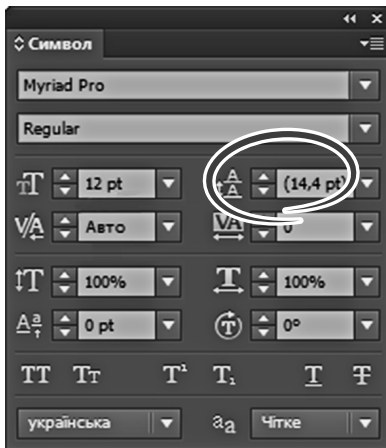 Символ
Myriad Pro
Regular
12 pt (14,4 pt)
Авто 0
100% 100%
0 pt 0°
TT Tт T¹ T₁ T Ŧ
українська aa Чітке